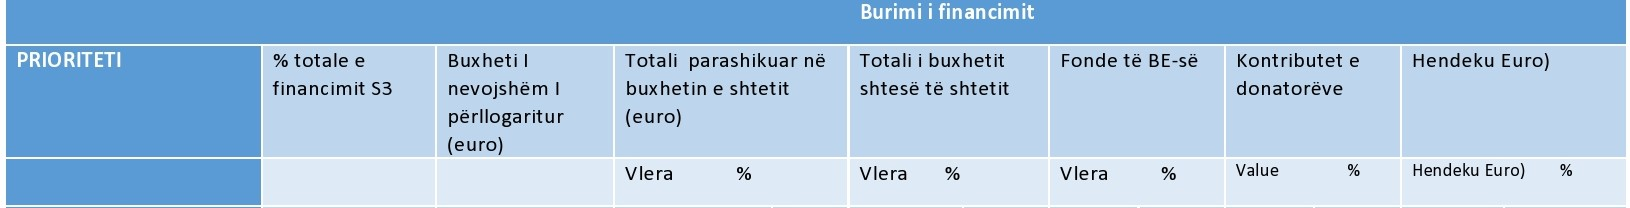 Burimi i financimit
PRIORITETI
% totale e
financimit S3
Buxheti I
nevojshëm I
përllogaritur
(euro)
Totali parashikuar në
buxhetin e shtetit
(euro)
Totali i buxhetit
shtesë të shtetit
Fonde të BE-së
Kontributet e
donatorëve
Hendeku Euro)
Vlera %
Vlera %
Vlera %
Value %
Hendeku Euro) %